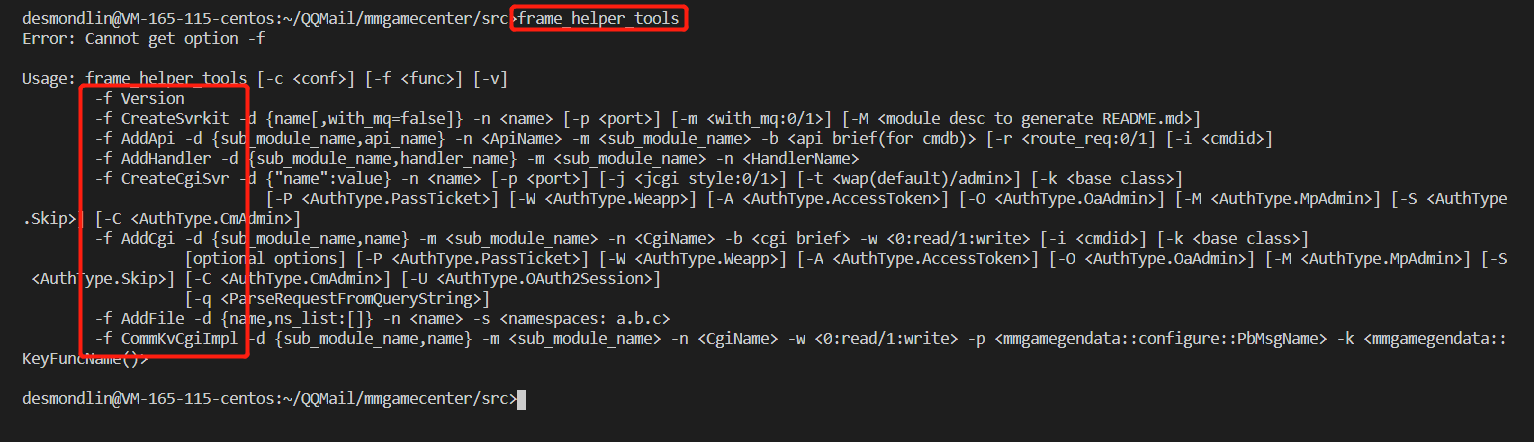 desmondlin@VM-165-115-centos:~/QQMail/mmgamecenter/src>frame_helper_tools
Error: Cannot get option -f
Usage: frame_helper_tools [-c <conf>] [-f <func>] [-v]
-f Version
-f CreateSvrkit -d {name[,with_mq=false]} -n <name> [-p <port>] [-m <with_mq:0/1>] [-M <module desc to generate README.md>]
-f AddApi -d {sub_module_name,api_name} -n <ApiName> -m <sub_module_name> -b <api brief(for cmdb)> [-r <route_req:0/1] [-i <cmdid>]
-f AddHandler -d {sub_module_name,handler_name} -m <sub_module_name> -n <HandlerName>
-f CreateCgiSvr -d {"name":value} -n <name> [-p <port>] [-j <jcgi style:0/1>] [-t <wap(default)/admin>] [-k <base class>]
[-P <AuthType.PassTicket>] [-W <AuthType.Weapp>] [-A <AuthType.AccessToken>] [-O <AuthType.OaAdmin>] [-M <AuthType.MpAdmin>] [-S <AuthType
.Skip>] [-C <AuthType.CmAdmin>]
-f AddCgi -d {sub_module_name,name} -m <sub_module_name> -n <CgiName> -b <cgi brief> -w <0:read/1:write> [-i <cmdid>] [-k <base class>]
[optional options] [-P <AuthType.PassTicket>] [-W <AuthType.Weapp>] [-A <AuthType.AccessToken>] [-O <AuthType.OaAdmin>] [-M <AuthType.MpAdmin>] [-S
<AuthType.Skip>] [-C <AuthType.CmAdmin>] [-U <AuthType.OAuth2Session>]
[-q <ParseRequestFromQueryString>]
-f AddFile -d {name,ns_list:[]} -n <name> -s <namespaces: a.b.c>
-f CommKvCgiImpl -d {sub_module_name,name} -m <sub_module_name> -n <CgiName> -w <0:read/1:write> -p <mmgamegendata::configure::PbMsgName> -k <mmgamegendata::
KeyFuncName()>
desmondlin@VM-165-115-centos:~/QQMail/mmgamecenter/src>